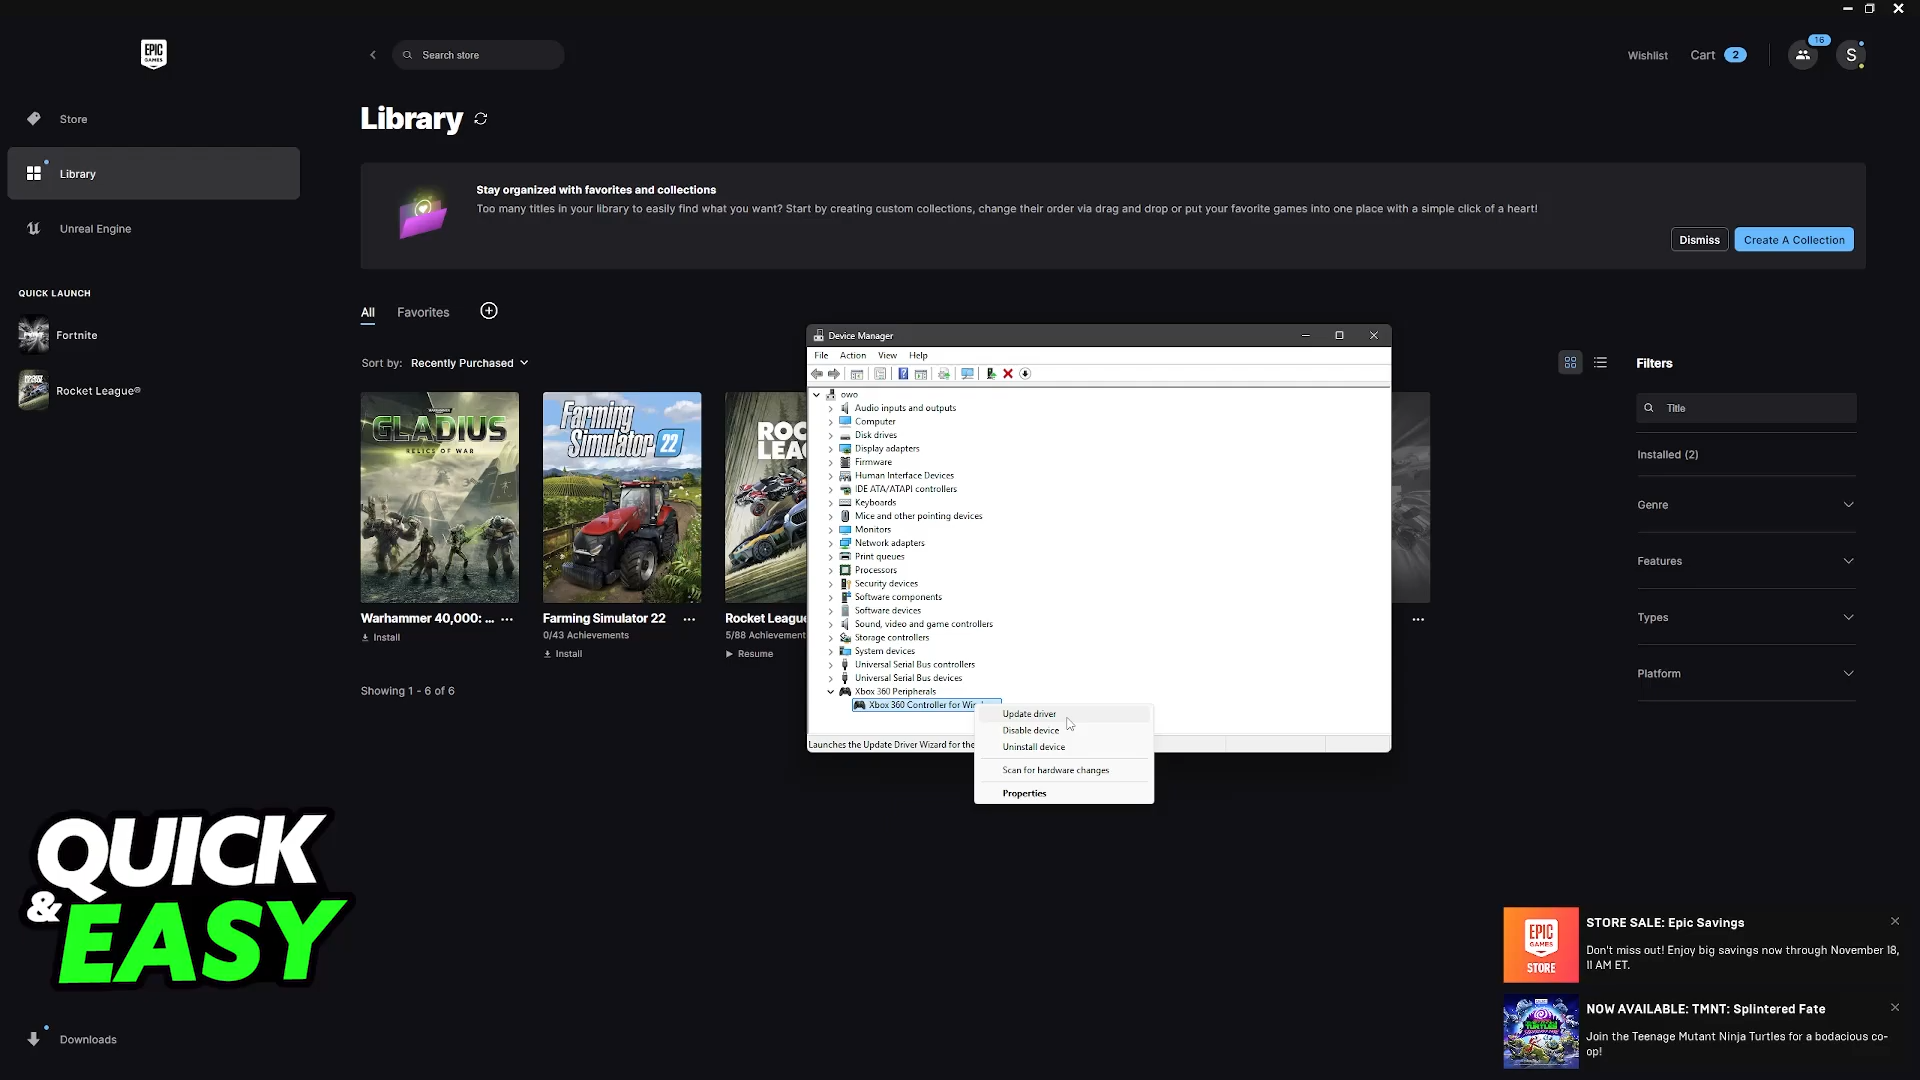 EPIC
GAMES
Search store
Wishlist
Cart
2
16
S
Store
Library
Unreal Engine
QUICK LAUNCH
Fortnite
Rocket League®
Downloads
Library
Stay organized with favorites and collections
Too many titles in your library to easily find what you want? Start by creating custom collections, change their order via drag and drop or put your favorite games into one place with a simple click of a heart!
Dismiss
Create A Collection
All
Favorites
Sort by:
Recently Purchased
GLADIUS
RELICS OF WAR
Farming
Simulator 22
ROC
LEA
Warhammer 40,000: ...
Install
Farming Simulator 22
0/43 Achievements
Install
Rocket League
5/88 Achievement
Resume
Showing 1 - 6 of 6
Device Manager
File
Action
View
Help
owo
Audio inputs and outputs
Computer
Disk drives
Display adapters
Firmware
Human Interface Devices
IDE ATA/ATAPI controllers
Keyboards
Mice and other pointing devices
Monitors
Network adapters
Print queues
Processors
Security devices
Software components
Software devices
Sound, video and game controllers
Storage controllers
System devices
Universal Serial Bus controllers
Universal Serial Bus devices
Xbox 360 Peripherals
Xbox 360 Controller for
Launches the Update Driver Wizard for the
Update driver
Disable device
Uninstall device
Scan for hardware changes
Properties
Filters
Title
Installed (2)
Genre
Features
Types
Platform
QUICK
& EASY
EPIC
GAMES
STORE
STORE SALE: Epic Savings
Don't miss out! Enjoy big savings now through November 18,
11 AM ET.
NOW AVAILABLE: TMNT: Splintered Fate
Join the Teenage Mutant Ninja Turtles for a bodacious co-
op!